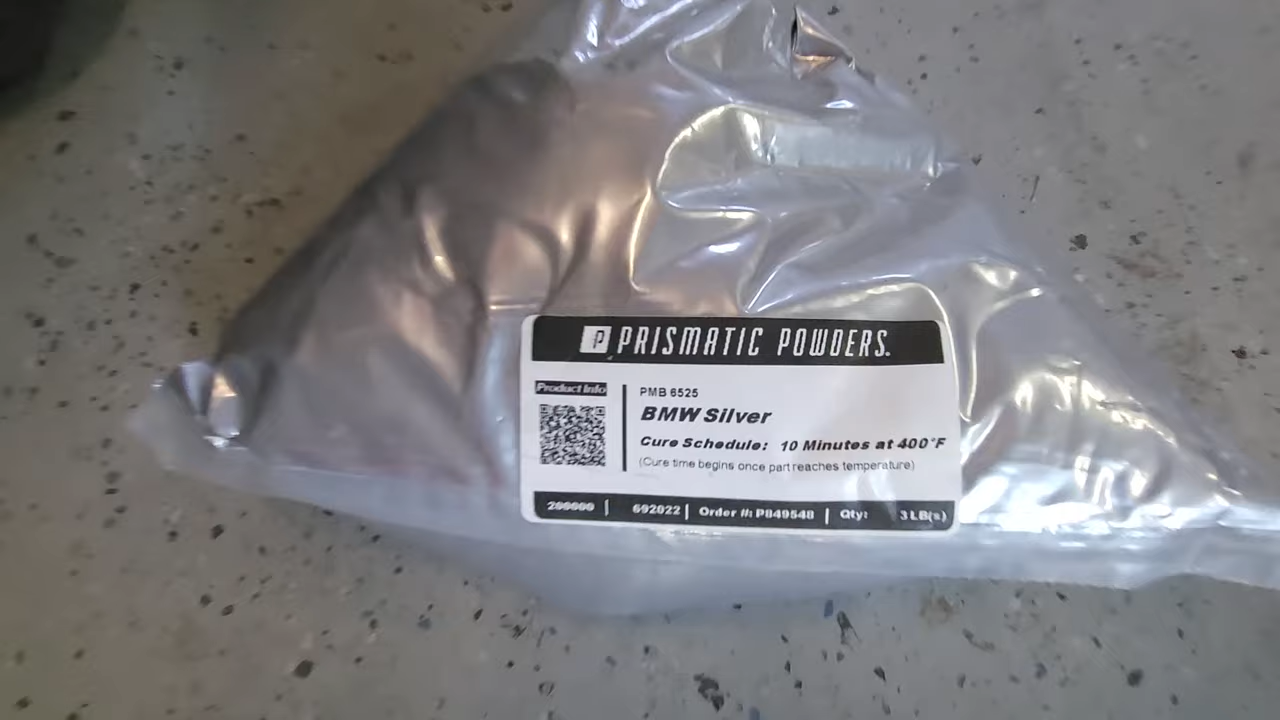 PRISMATIC POWDERS.
Product Info
PMB 6525
BMW Silver
Cure Schedule: 10 Minutes at 400°F
(Cure time begins once part reaches temperature)
692022 | Order #: P849548 | Qty: 3 LB(s)